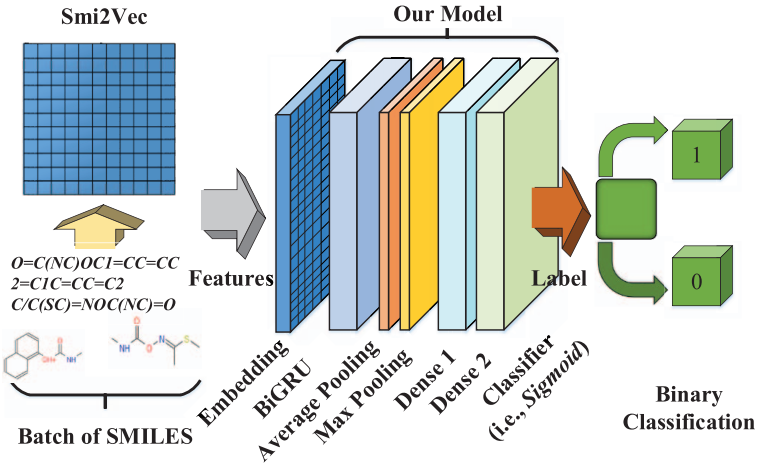 Smi2Vec
Our Model
O=C(NC)OC1=CC=CC
2=C1C=CC=C2
C/C(SC)=NOC(NC)=O
Features
Label
1
0
O
NH
O
N
S
O
N
H
Batch of SMILES
Embedding
BiGRU
Average Pooling
Max Pooling
Dense 1
Dense 2
Classifier
(i.e., Sigmoid)
Binary
Classification